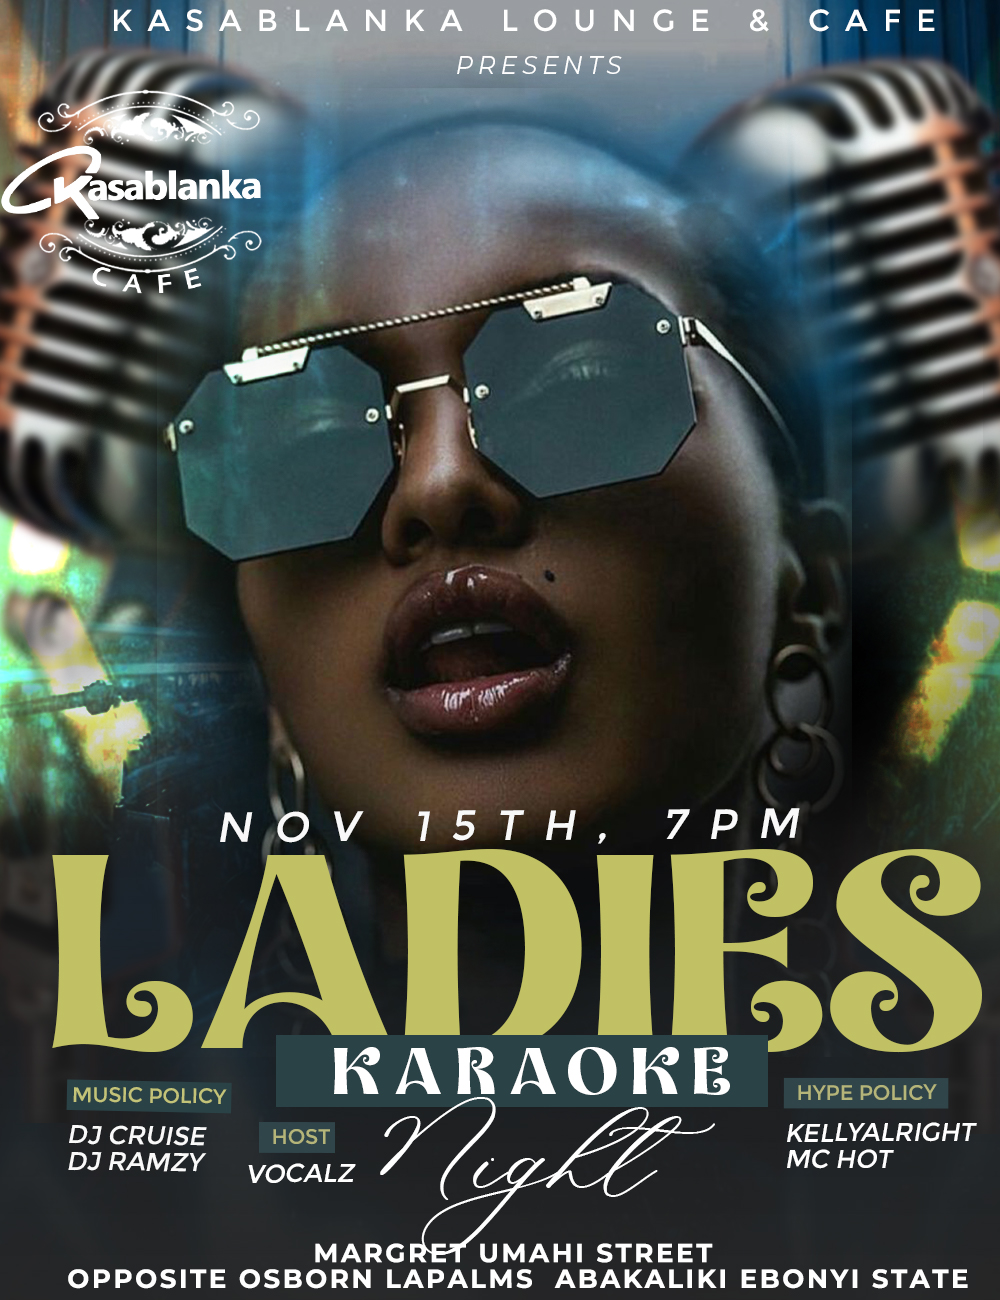 KASABLANKA LOUNGE & CAFE
PRESENTS
Kasablanka
CAFE
NOV 15TH, 7PM
LADIES
KARAOKE
Night
MUSIC POLICY
DJ CRUISE
DJ RAMZY
HOST
VOCALZ
HYPE POLICY
KELLYALRIGHT
MC HOT
MARGRET UMAHI STREET
OPPOSITE OSBORN LAPALMS ABAKALIKI EBONYI STATE